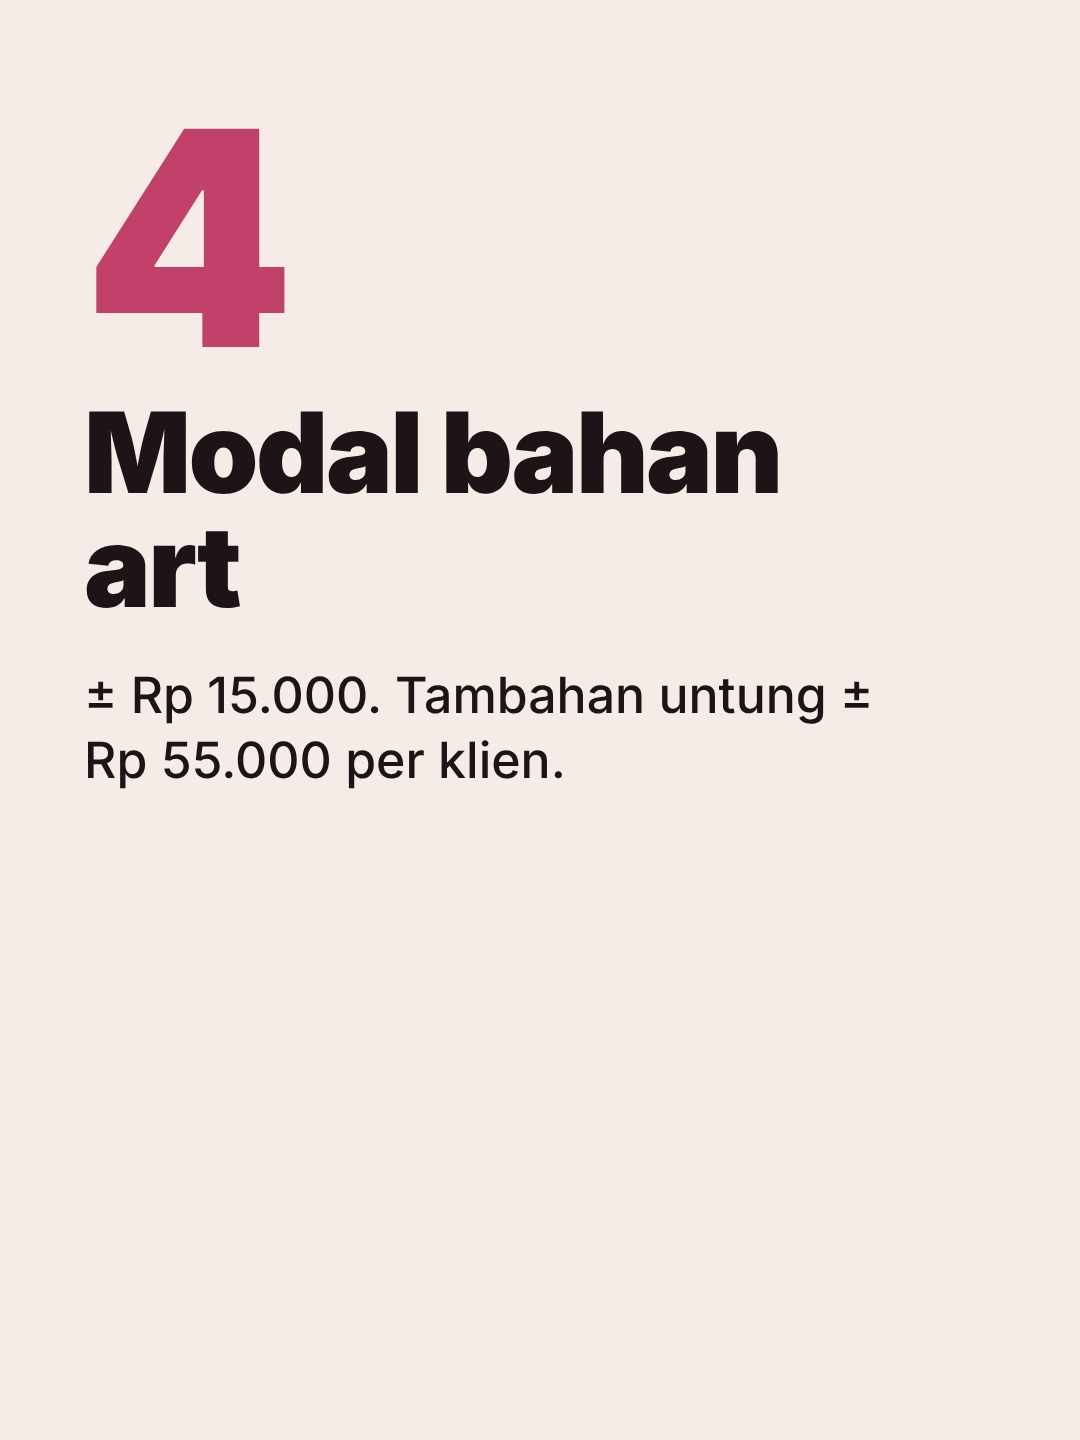 4
Modal bahan
art
± Rp 15.000. Tambahan untung ±
Rp 55.000 per klien.